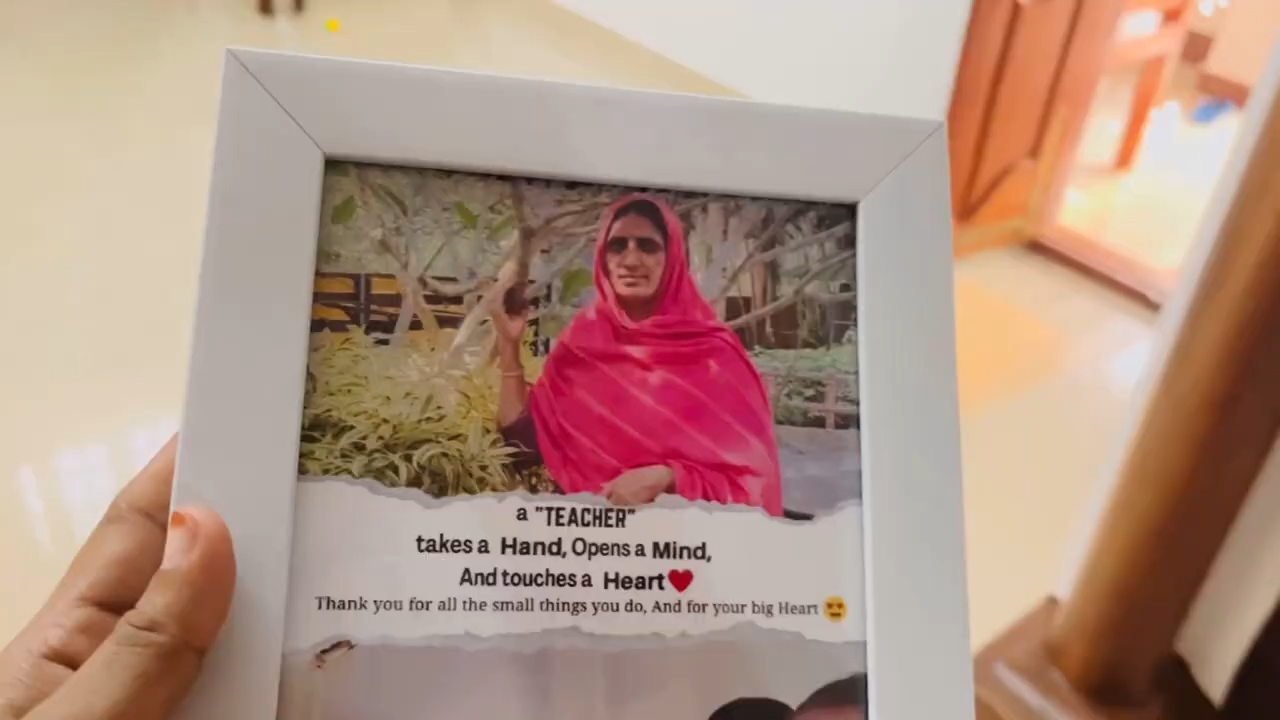 a "TEACHER"
takes a Hand, Opens a Mind,
And touches a Heart❤️
Thank you for all the small things you do, And for your big Heart 😍